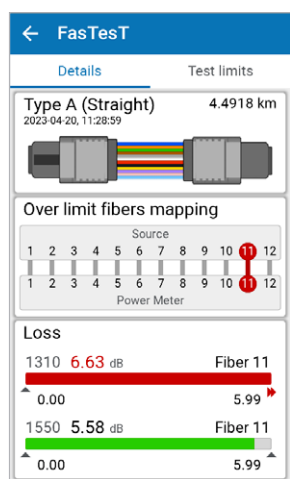 FasTesT
Details Test limits
Type A (Straight) 4.4918 km
2023-04-20, 11:28:59
Over limit fibers mapping
Source
1 2 3 4 5 6 7 8 9 10 11 12
1 2 3 4 5 6 7 8 9 10 11 12
Power Meter
Loss
1310 6.63 dB Fiber 11
0.00 5.99
1550 5.58 dB Fiber 11
0.00 5.99